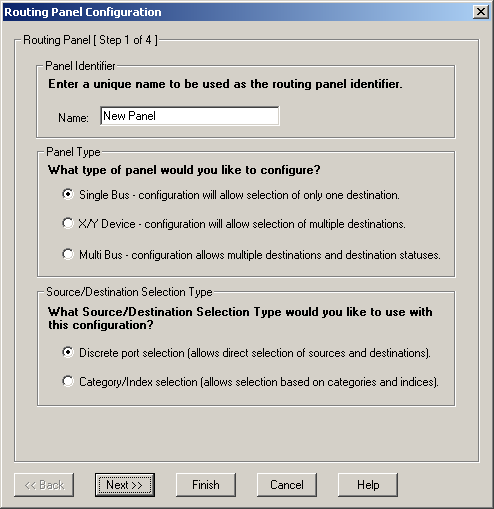 Routing Panel Configuration
Routing Panel [ Step 1 of 4 ]
Panel Identifier
Enter a unique name to be used as the routing panel identifier.
Name: New Panel
Panel Type
What type of panel would you like to configure?
Single Bus - configuration will allow selection of only one destination.
X/Y Device - configuration will allow selection of multiple destinations.
Multi Bus - configuration allows multiple destinations and destination statuses.
Source/Destination Selection Type
What Source/Destination Selection Type would you like to use with
this configuration?
Discrete port selection (allows direct selection of sources and destinations).
Category/Index selection (allows selection based on categories and indices).
<< Back Next >> Finish Cancel Help